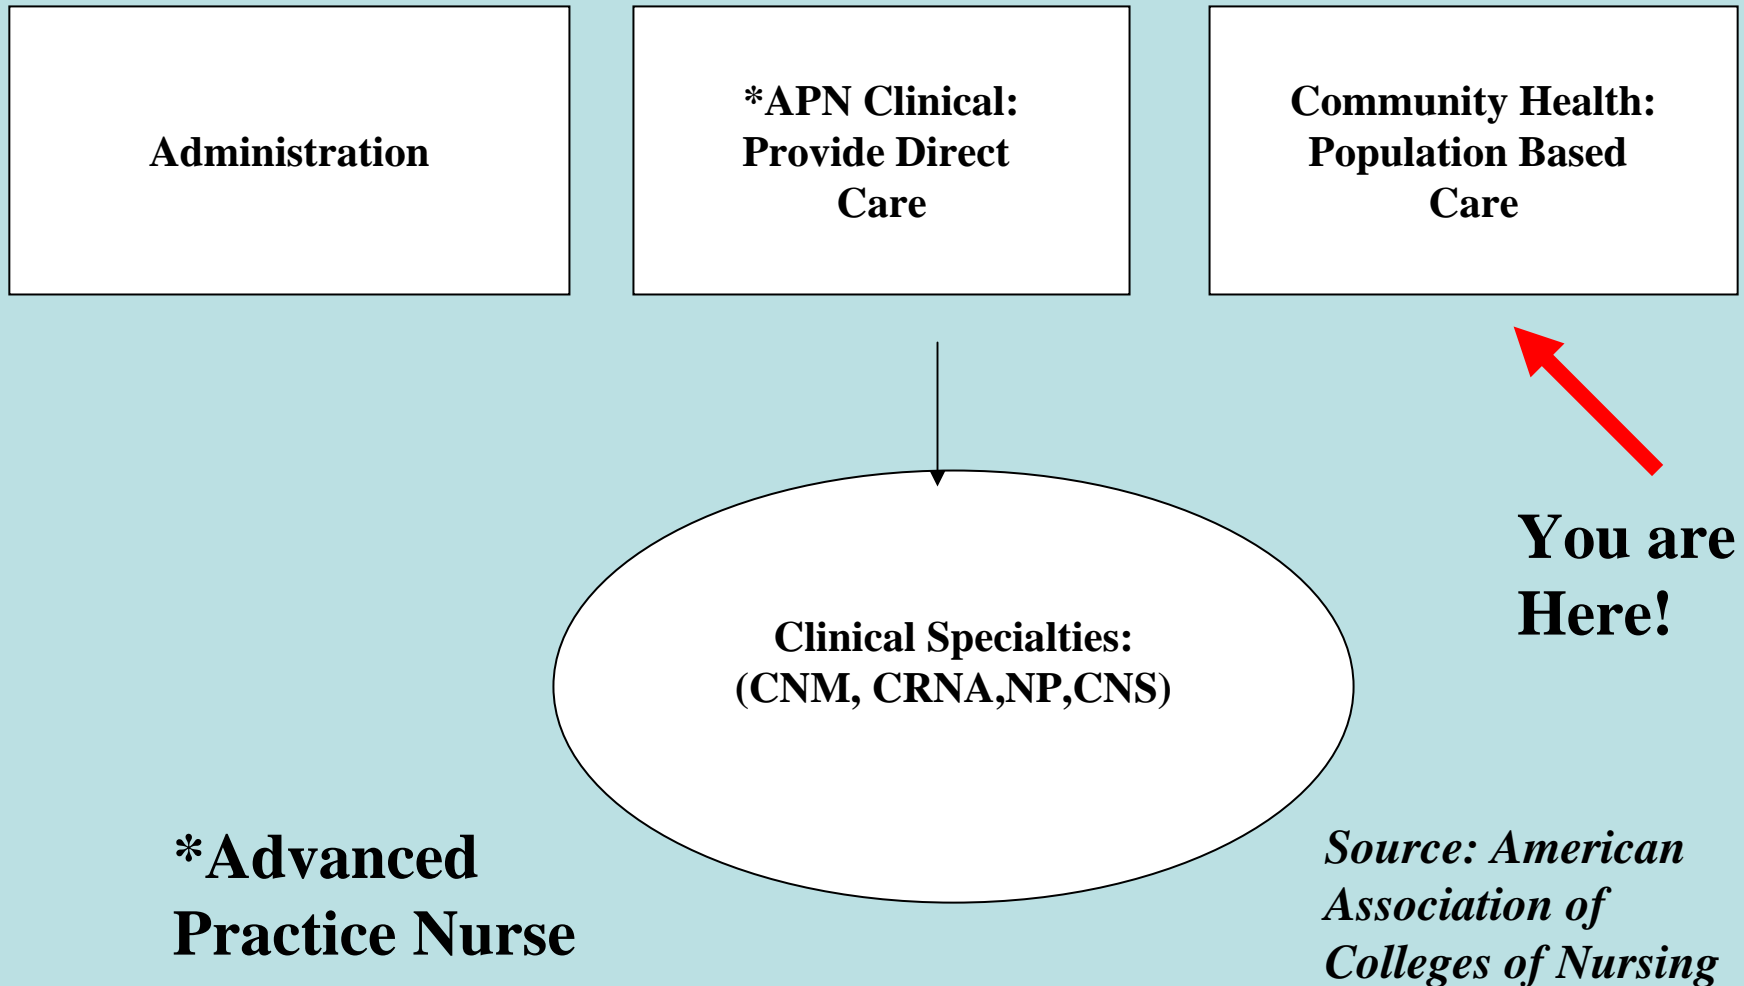 Administration
*APN Clinical:
Provide Direct
Care
Community Health:
Population Based
Care
You are
Here!
Clinical Specialties:
(CNM, CRNA,NP,CNS)
*Advanced
Practice Nurse
Source: American
Association of
Colleges of Nursing